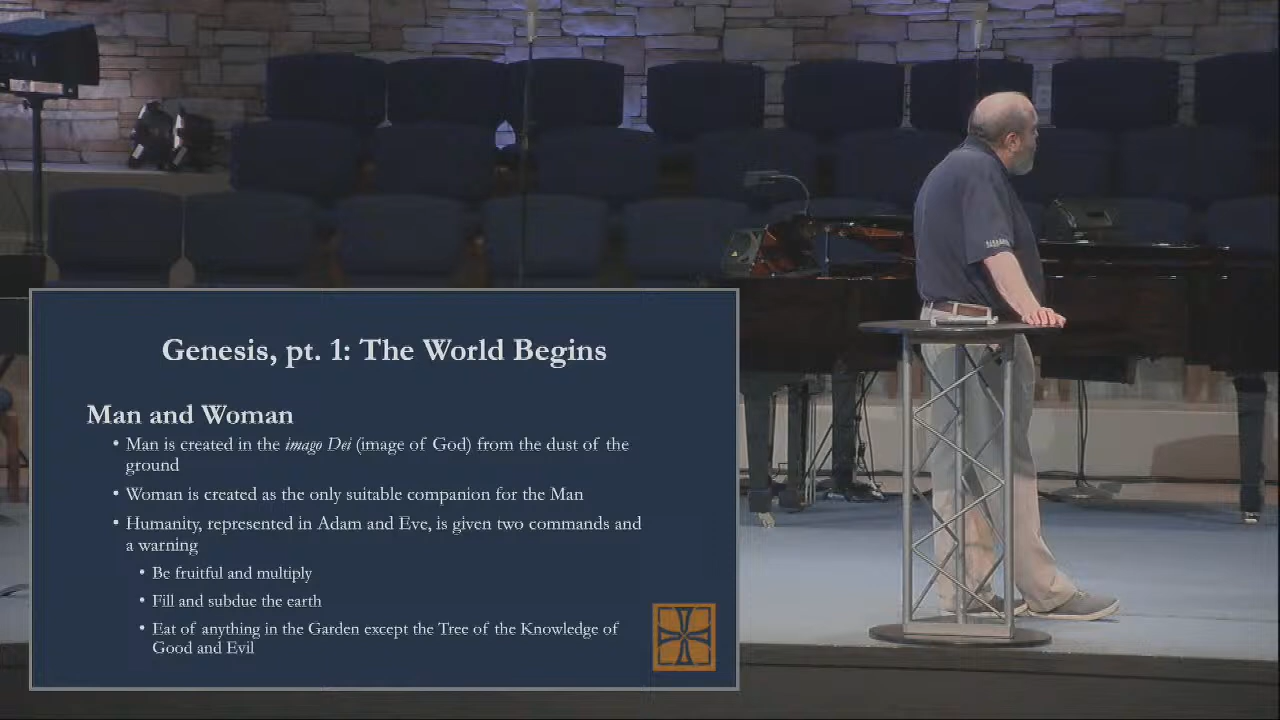 Genesis, pt. 1: The World Begins
Man and Woman
• Man is created in the imago Dei (image of God) from the dust of the
ground
• Woman is created as the only suitable companion for the Man
• Humanity, represented in Adam and Eve, is given two commands and
a warning
• Be fruitful and multiply
• Fill and subdue the earth
• Eat of anything in the Garden except the Tree of the Knowledge of
Good and Evil